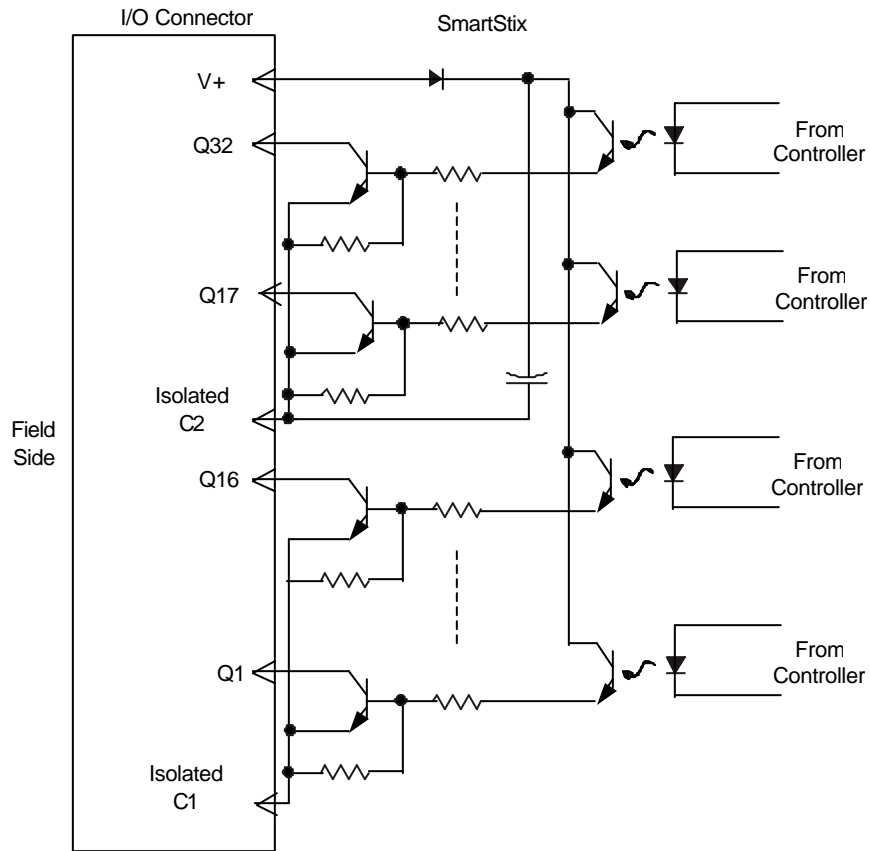 I/O Connector
SmartStix
V+
Q32
From
Controller
Q17
From
Controller
Isolated
C2
Field
Side
Q16
From
Controller
Q1
From
Controller
Isolated
C1